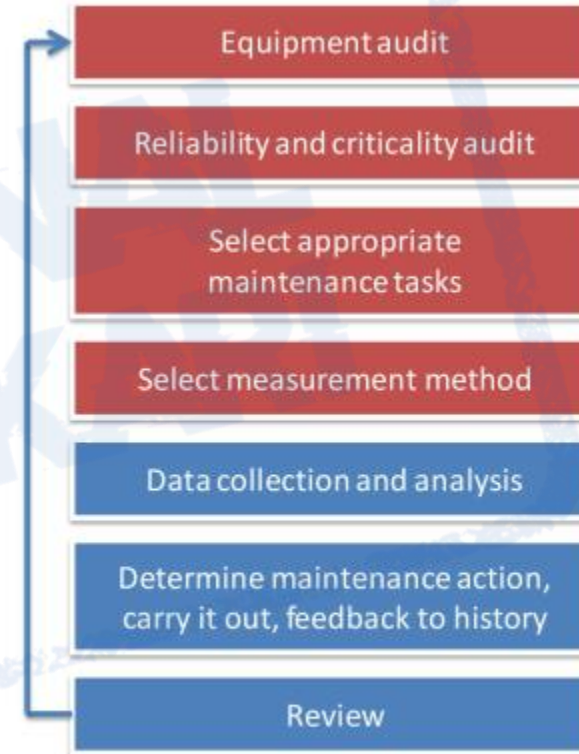 Equipment audit
Reliability and criticality audit
Select appropriate
maintenance tasks
Select measurement method
Data collection and analysis
Determine maintenance action,
carry it out, feedback to history
Review